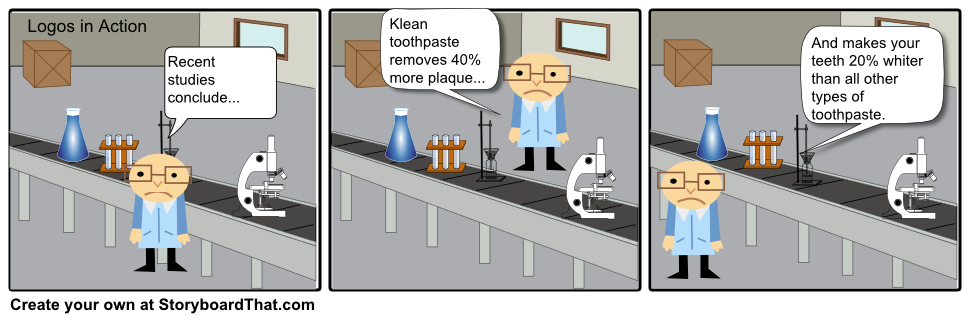 Logos in Action
Recent
studies
conclude...
Klean
toothpaste
removes 40%
more plaque...
And makes your
teeth 20% whiter
than all other
types of
toothpaste.
Create your own at StoryboardThat.com